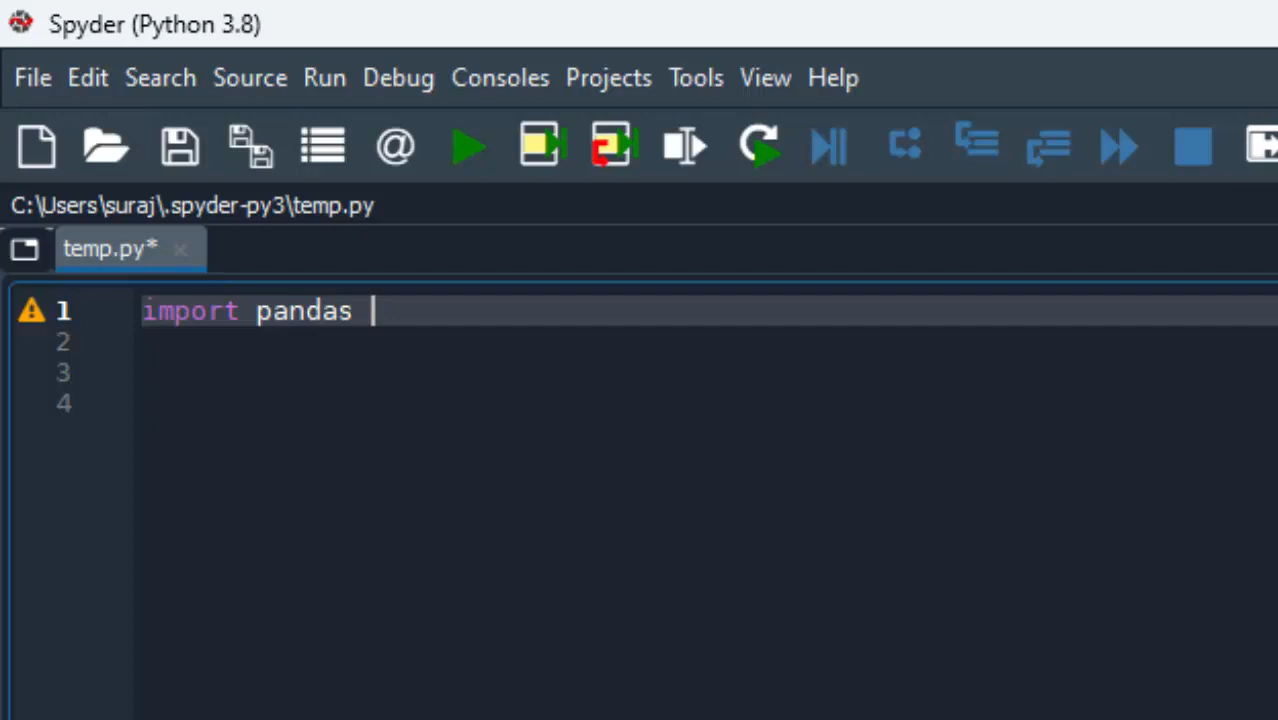 Spyder (Python 3.8)
File Edit Search Source Run Debug Consoles Projects Tools View Help
C:\Users\suraj\.spyder-py3\temp.py
temp.py*
1 import pandas
2
3
4